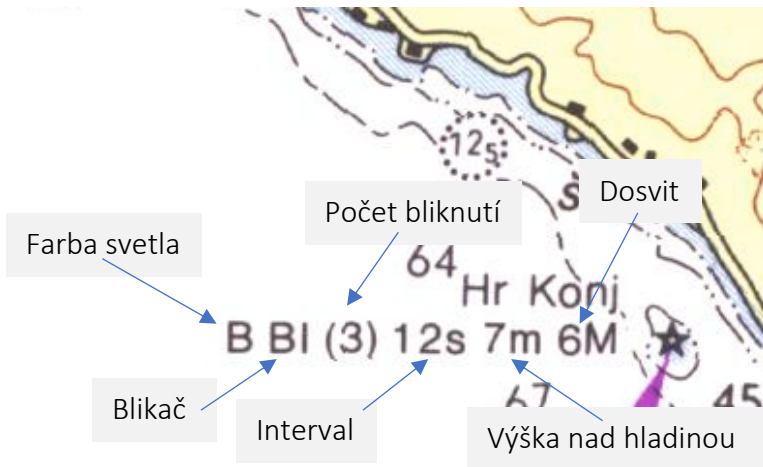 12s
Dosvit
Š
Počet bliknutí
Farba svetla
64
Hr Konj
B Bl (3) 12s 7m 6M
Blikač
Interval
67
45
Výška nad hladinou